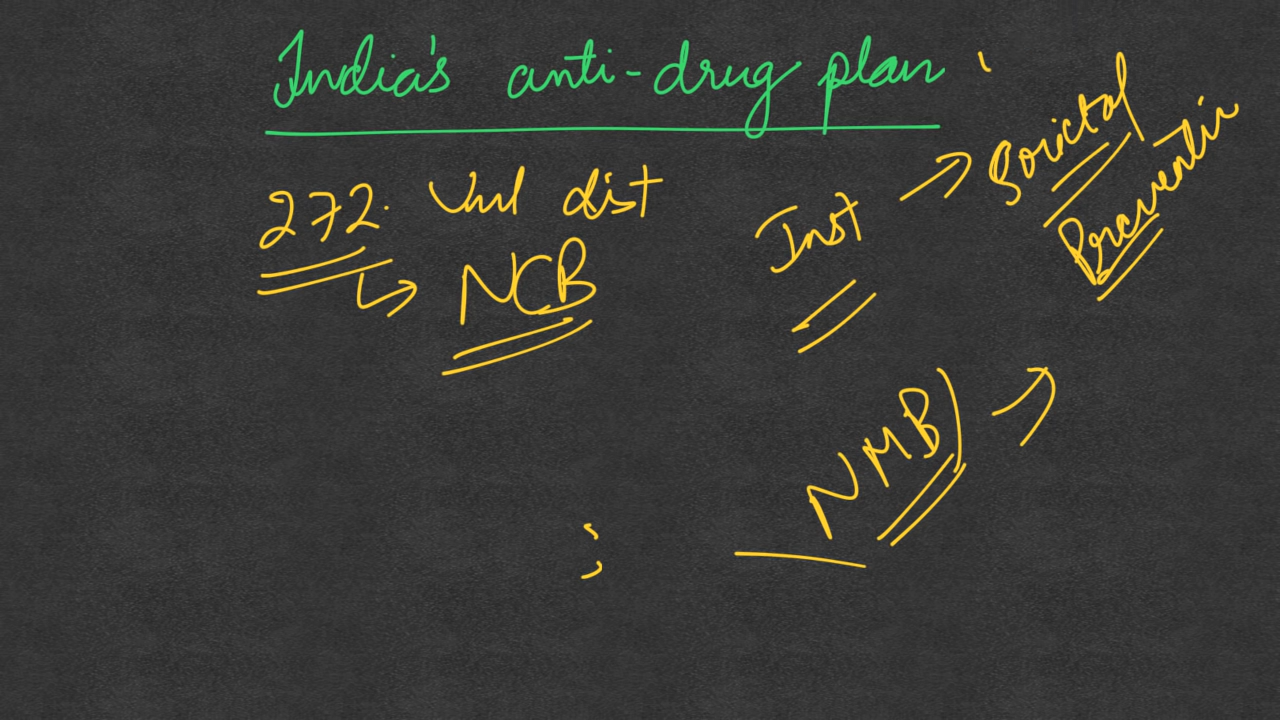 India's anti-drug plan
272. Vul dist
NCB
Inst → Societal
Preventiv
NMB) →